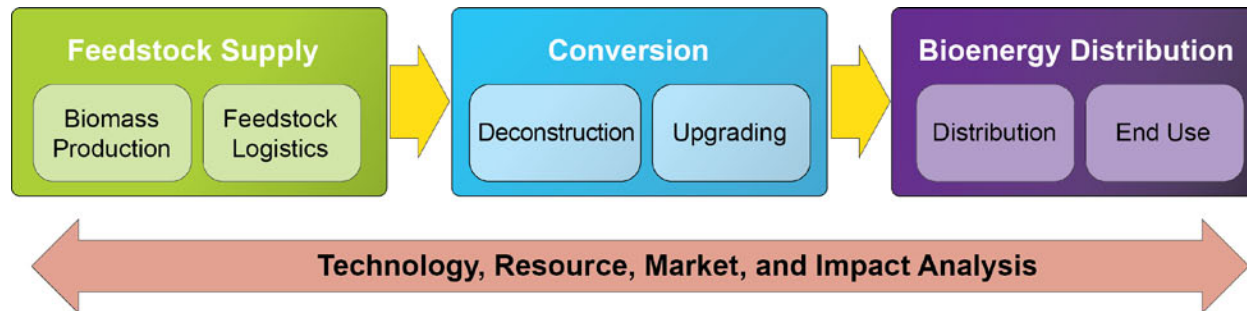 Feedstock Supply
Biomass
Production
Feedstock
Logistics
Conversion
Deconstruction
Upgrading
Bioenergy Distribution
Distribution
End Use
Technology, Resource, Market, and Impact Analysis